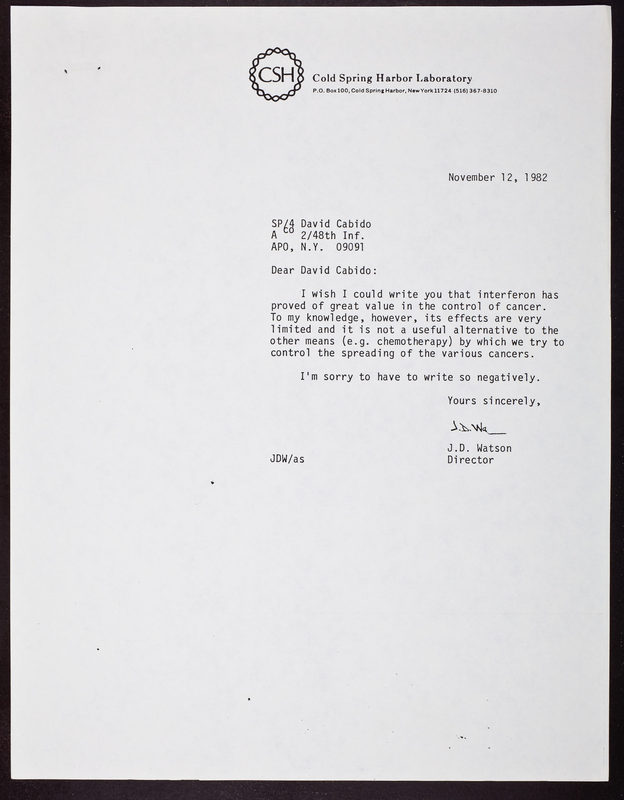 CSH
Cold Spring Harbor Laboratory
P.O. Box 100, Cold Spring Harbor, New York 11724 (516) 367-8310
November 12, 1982
SP/4 David Cabido
A Co 2/48th Inf.
APO, N.Y. 09091
Dear David Cabido:
I wish I could write you that interferon has
proved of great value in the control of cancer.
To my knowledge, however, its effects are very
limited and it is not a useful alternative to the
other means (e.g. chemotherapy) by which we try to
control the spreading of the various cancers.
I'm sorry to have to write so negatively.
Yours sincerely,
J.D. Wa
J.D. Watson
JDW/as Director